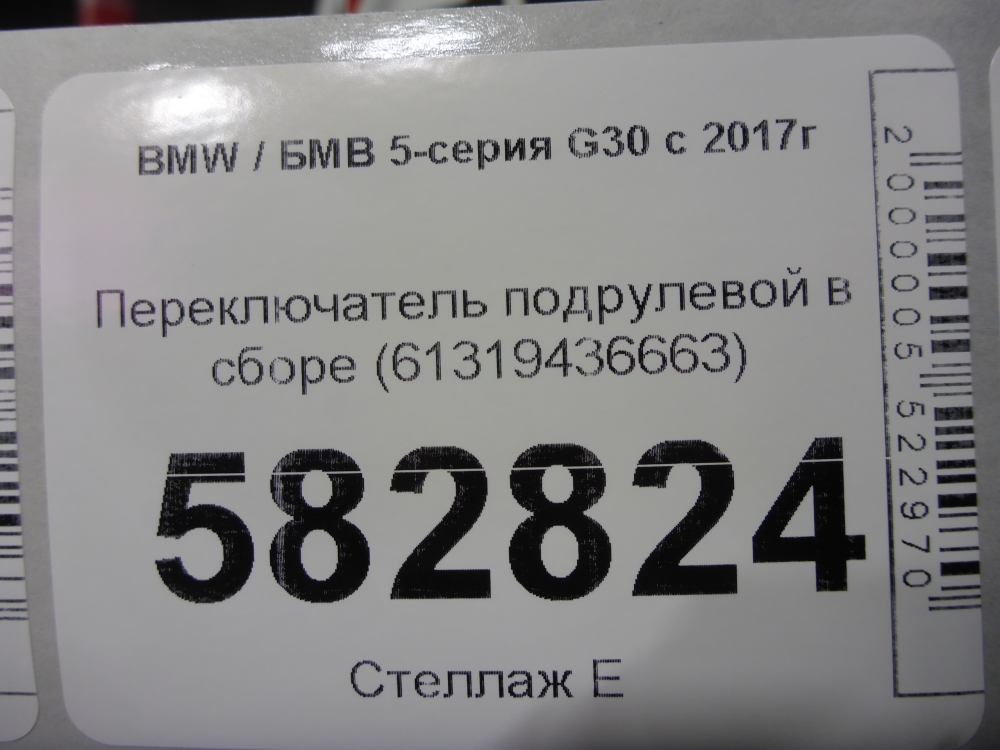 BMW / БМВ 5-серия G30 с 2017г
Переключатель подрулевой в
сборе (61319436663)
582824
Стеллаж Е
2000005522970